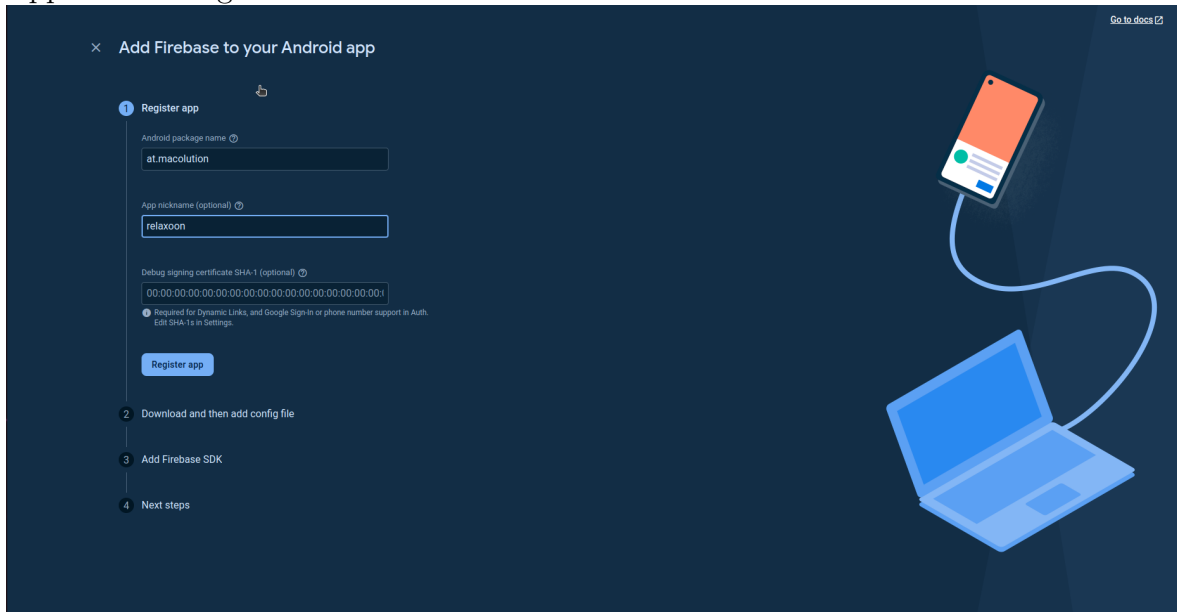 Go to docs
Add Firebase to your Android app
1 Register app
Android package name
at.macolution
App nickname (optional)
relaxoon
Debug signing certificate SHA-1 (optional)
00:00:00:00:00:00:00:00:00:00:00:00:00:00:00:00:00:
Required for Dynamic Links, and Google Sign-In or phone number support in Auth.
Edit SHA-1s in Settings.
Register app
2 Download and then add config file
3 Add Firebase SDK
4 Next steps